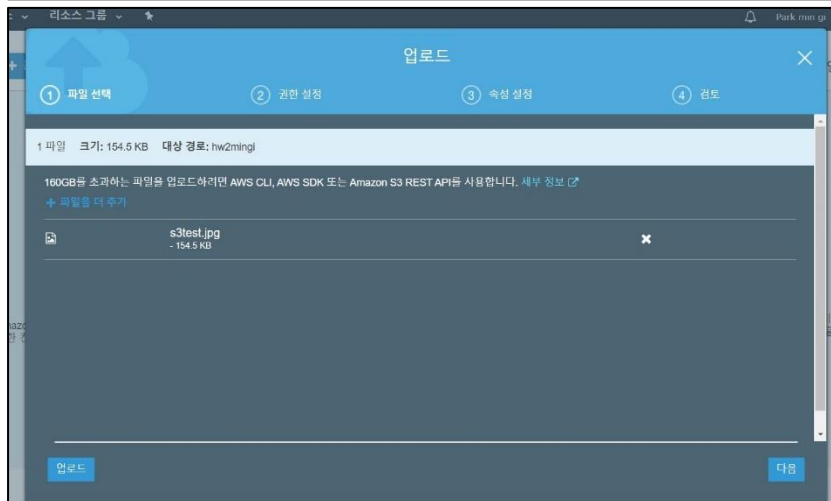 리소스 그룹
Park min gi
업로드
1 파일 선택
2 권한 설정
3 속성 설정
4 검토
1 파일 크기: 154.5 KB 대상 경로: hw2mingi
160GB를 초과하는 파일을 업로드하려면 AWS CLI, AWS SDK 또는 Amazon S3 REST API를 사용합니다. 세부 정보
+ 파일을 더 추가
s3test.jpg
- 154.5 KB
업로드
다음